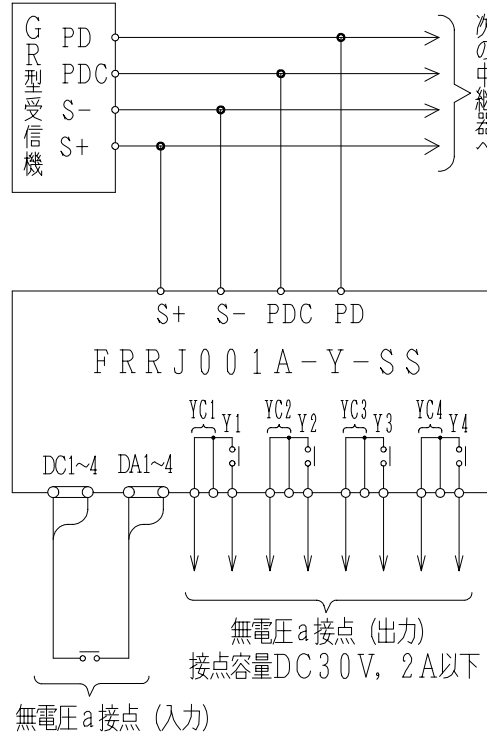 GR型受信機
PD
PDC
S-
S+
次の中継器へ
S+ S- PDC PD
FRRJ001A-Y-SS
YC1 Y1 YC2 Y2 YC3 Y3 YC4 Y4
DC1~4 DA1~4
無電圧a接点 (出力)
接点容量DC30V, 2A以下
無電圧a接点 (入力)